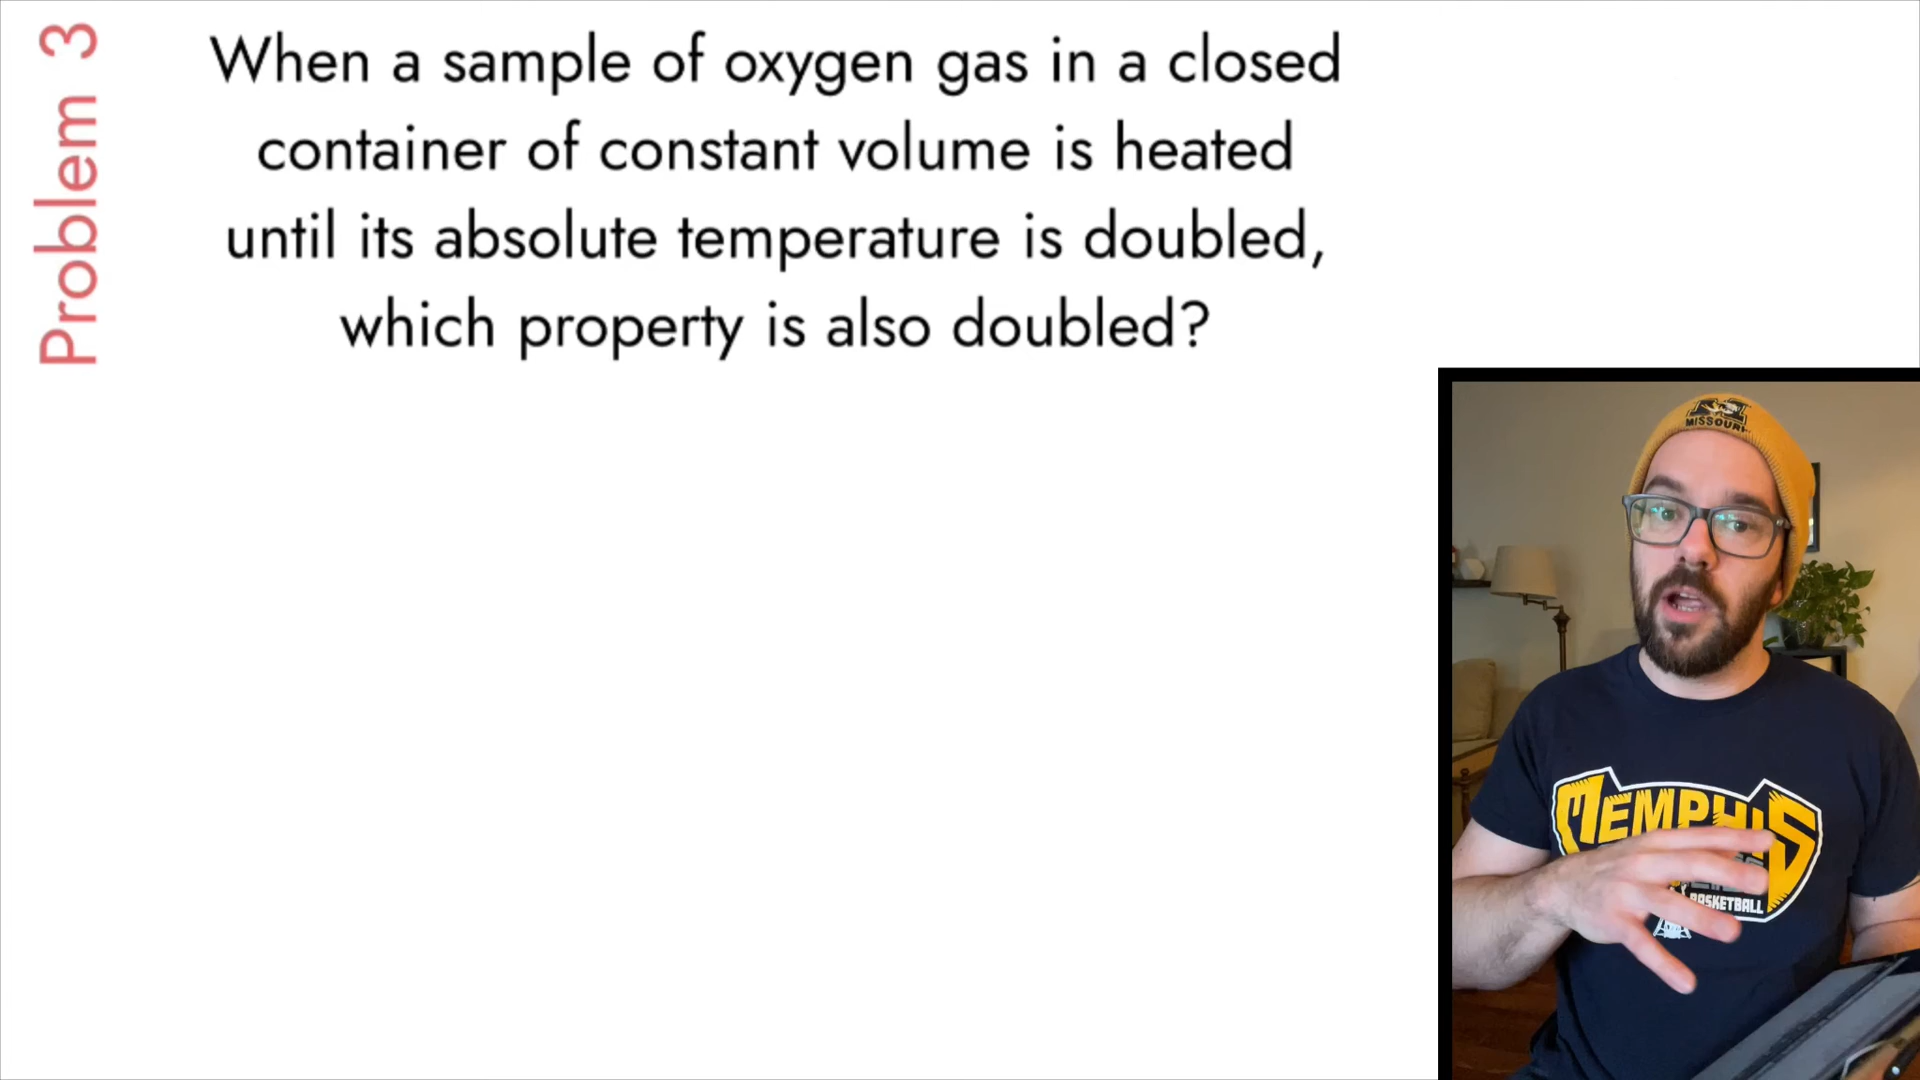 Problem 3
When a sample of oxygen gas in a closed
container of constant volume is heated
until its absolute temperature is doubled,
which property is also doubled?
MISSOURI
MEMPHIS
BASKETBALL